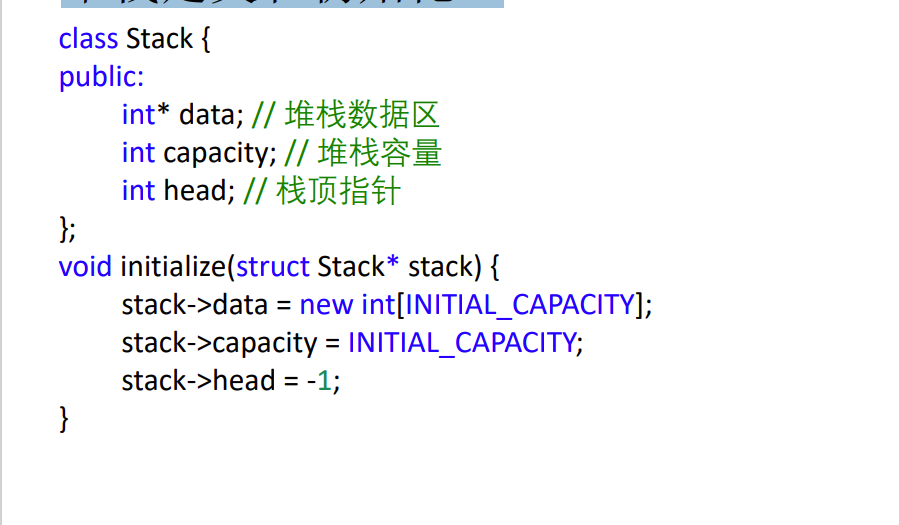 class Stack {
public:
int* data; // 堆栈数据区
int capacity; // 堆栈容量
int head; // 栈顶指针
};
void initialize(struct Stack* stack) {
stack->data = new int[INITIAL_CAPACITY];
stack->capacity = INITIAL_CAPACITY;
stack->head = -1;
}